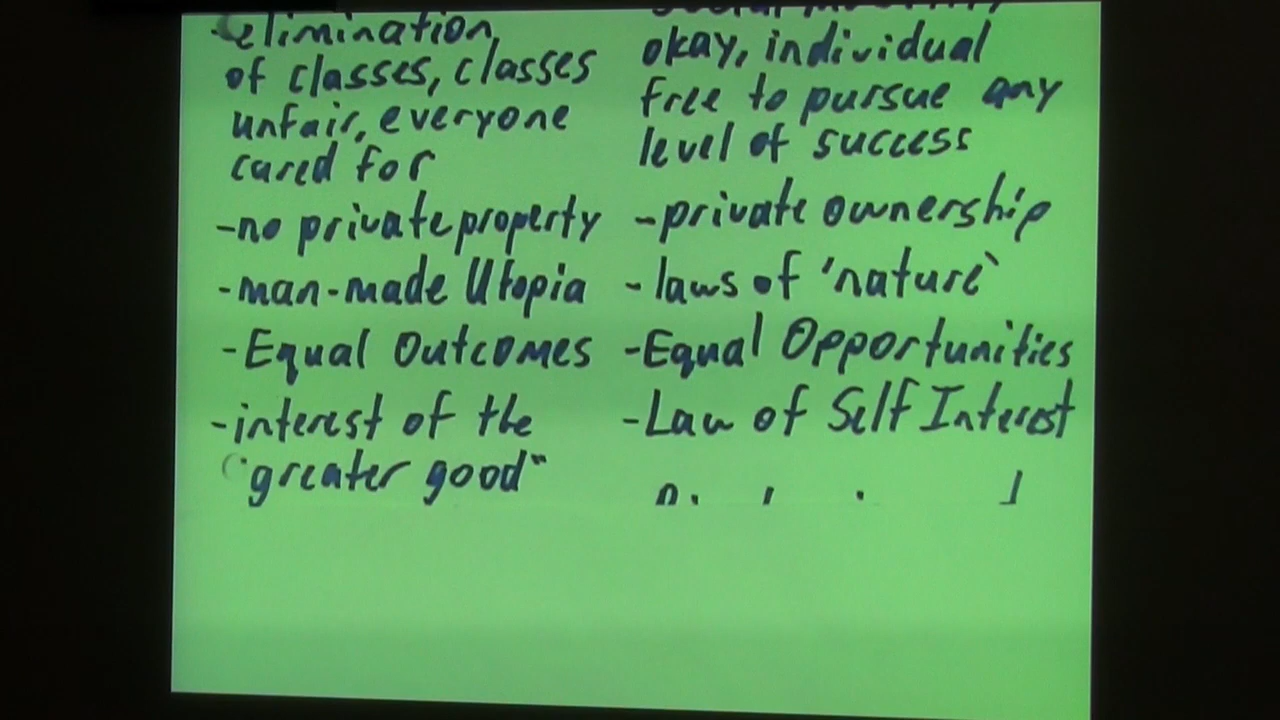 -elimination
of classes, classes
unfair, everyone
cared for
-no private property
-man-made Utopia
-Equal Outcomes
-interest of the
"greater good"
okay, individual
free to pursue any
level of success
-private ownership
-laws of 'nature'
-Equal Opportunities
-Law of Self Interest